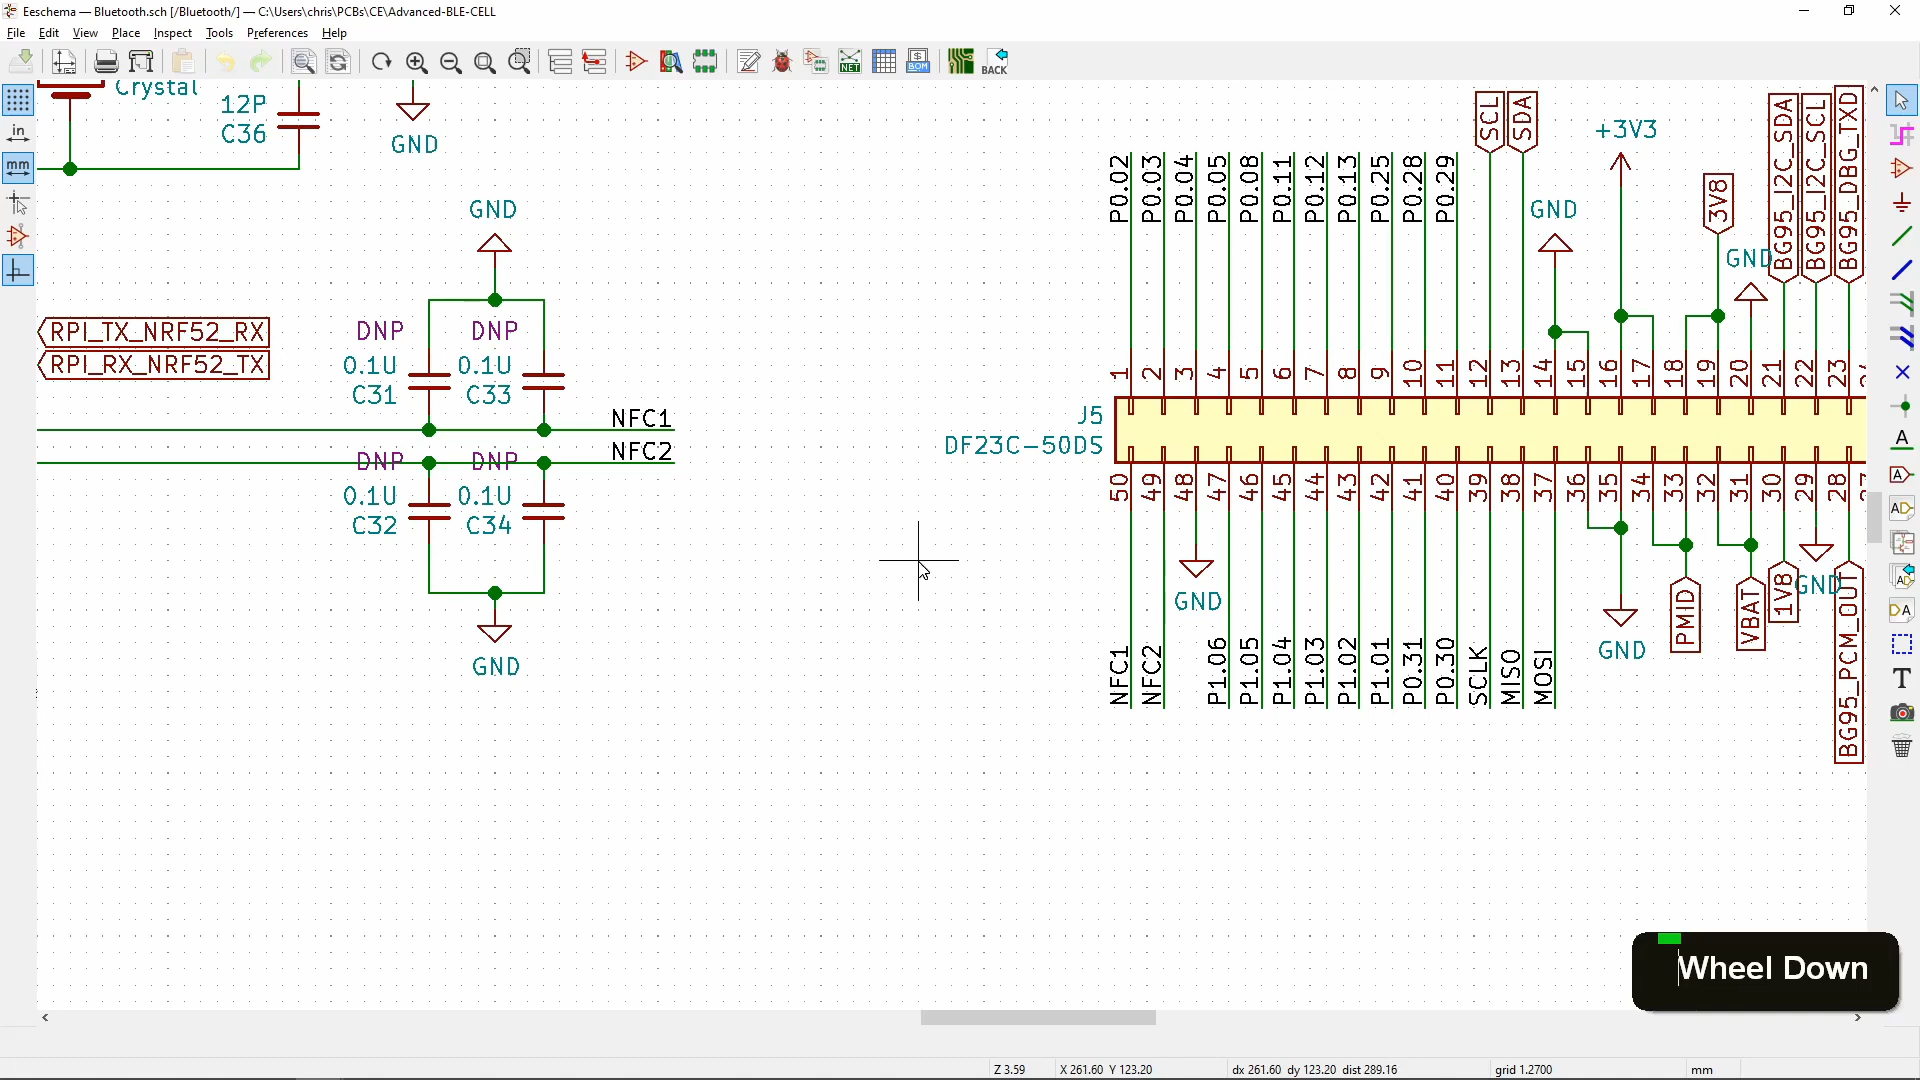 Eeschema — Bluetooth.sch [/Bluetooth/] — C:\Users\chris\PCBs\CE\Advanced-BLE-CELL
File Edit View Place Inspect Tools Preferences Help
NET
$ BOM
BACK
in
mm
Crystal
12P
C36
GND
GND
RPI_TX_NRF52_RX
RPI_RX_NRF52_TX
DNP DNP
0.1U 0.1U
C31 C33
NFC1
NFC2
DNP DNP
0.1U 0.1U
C32 C34
GND
SCL SDA
+3V3
P0.02 P0.03 P0.04 P0.05 P0.08 P0.11 P0.12 P0.13 P0.25 P0.28 P0.29
GND
3V8
GND
BG95_I2C_SDA BG95_I2C_SCL BG95_DBG_TXD
1 2 3 4 5 6 7 8 9 10 11 12 13 14 15 16 17 18 19 20 21 22 23
J5
DF23C-50DS
50 49 48 47 46 45 44 43 42 41 40 39 38 37 36 35 34 33 32 31 30 29 28
GND
GND
GND
PMID VBAT 1V8
BG95_PCM_OUT
NFC1 NFC2 P1.06 P1.05 P1.04 P1.03 P1.02 P1.01 P0.31 P0.30 SCLK MISO MOSI
A
A
AD
AD
DA
T
Wheel Down
Z 3.59 X 261.60 Y 123.20 dx 261.60 dy 123.20 dist 289.16 grid 1.2700 mm